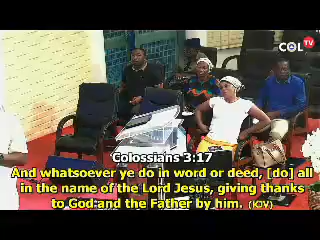 COL TV
Colossians 3:17
And whatsoever ye do in word or deed, [do] all
in the name of the Lord Jesus, giving thanks
to God and the Father by him. (KJV)